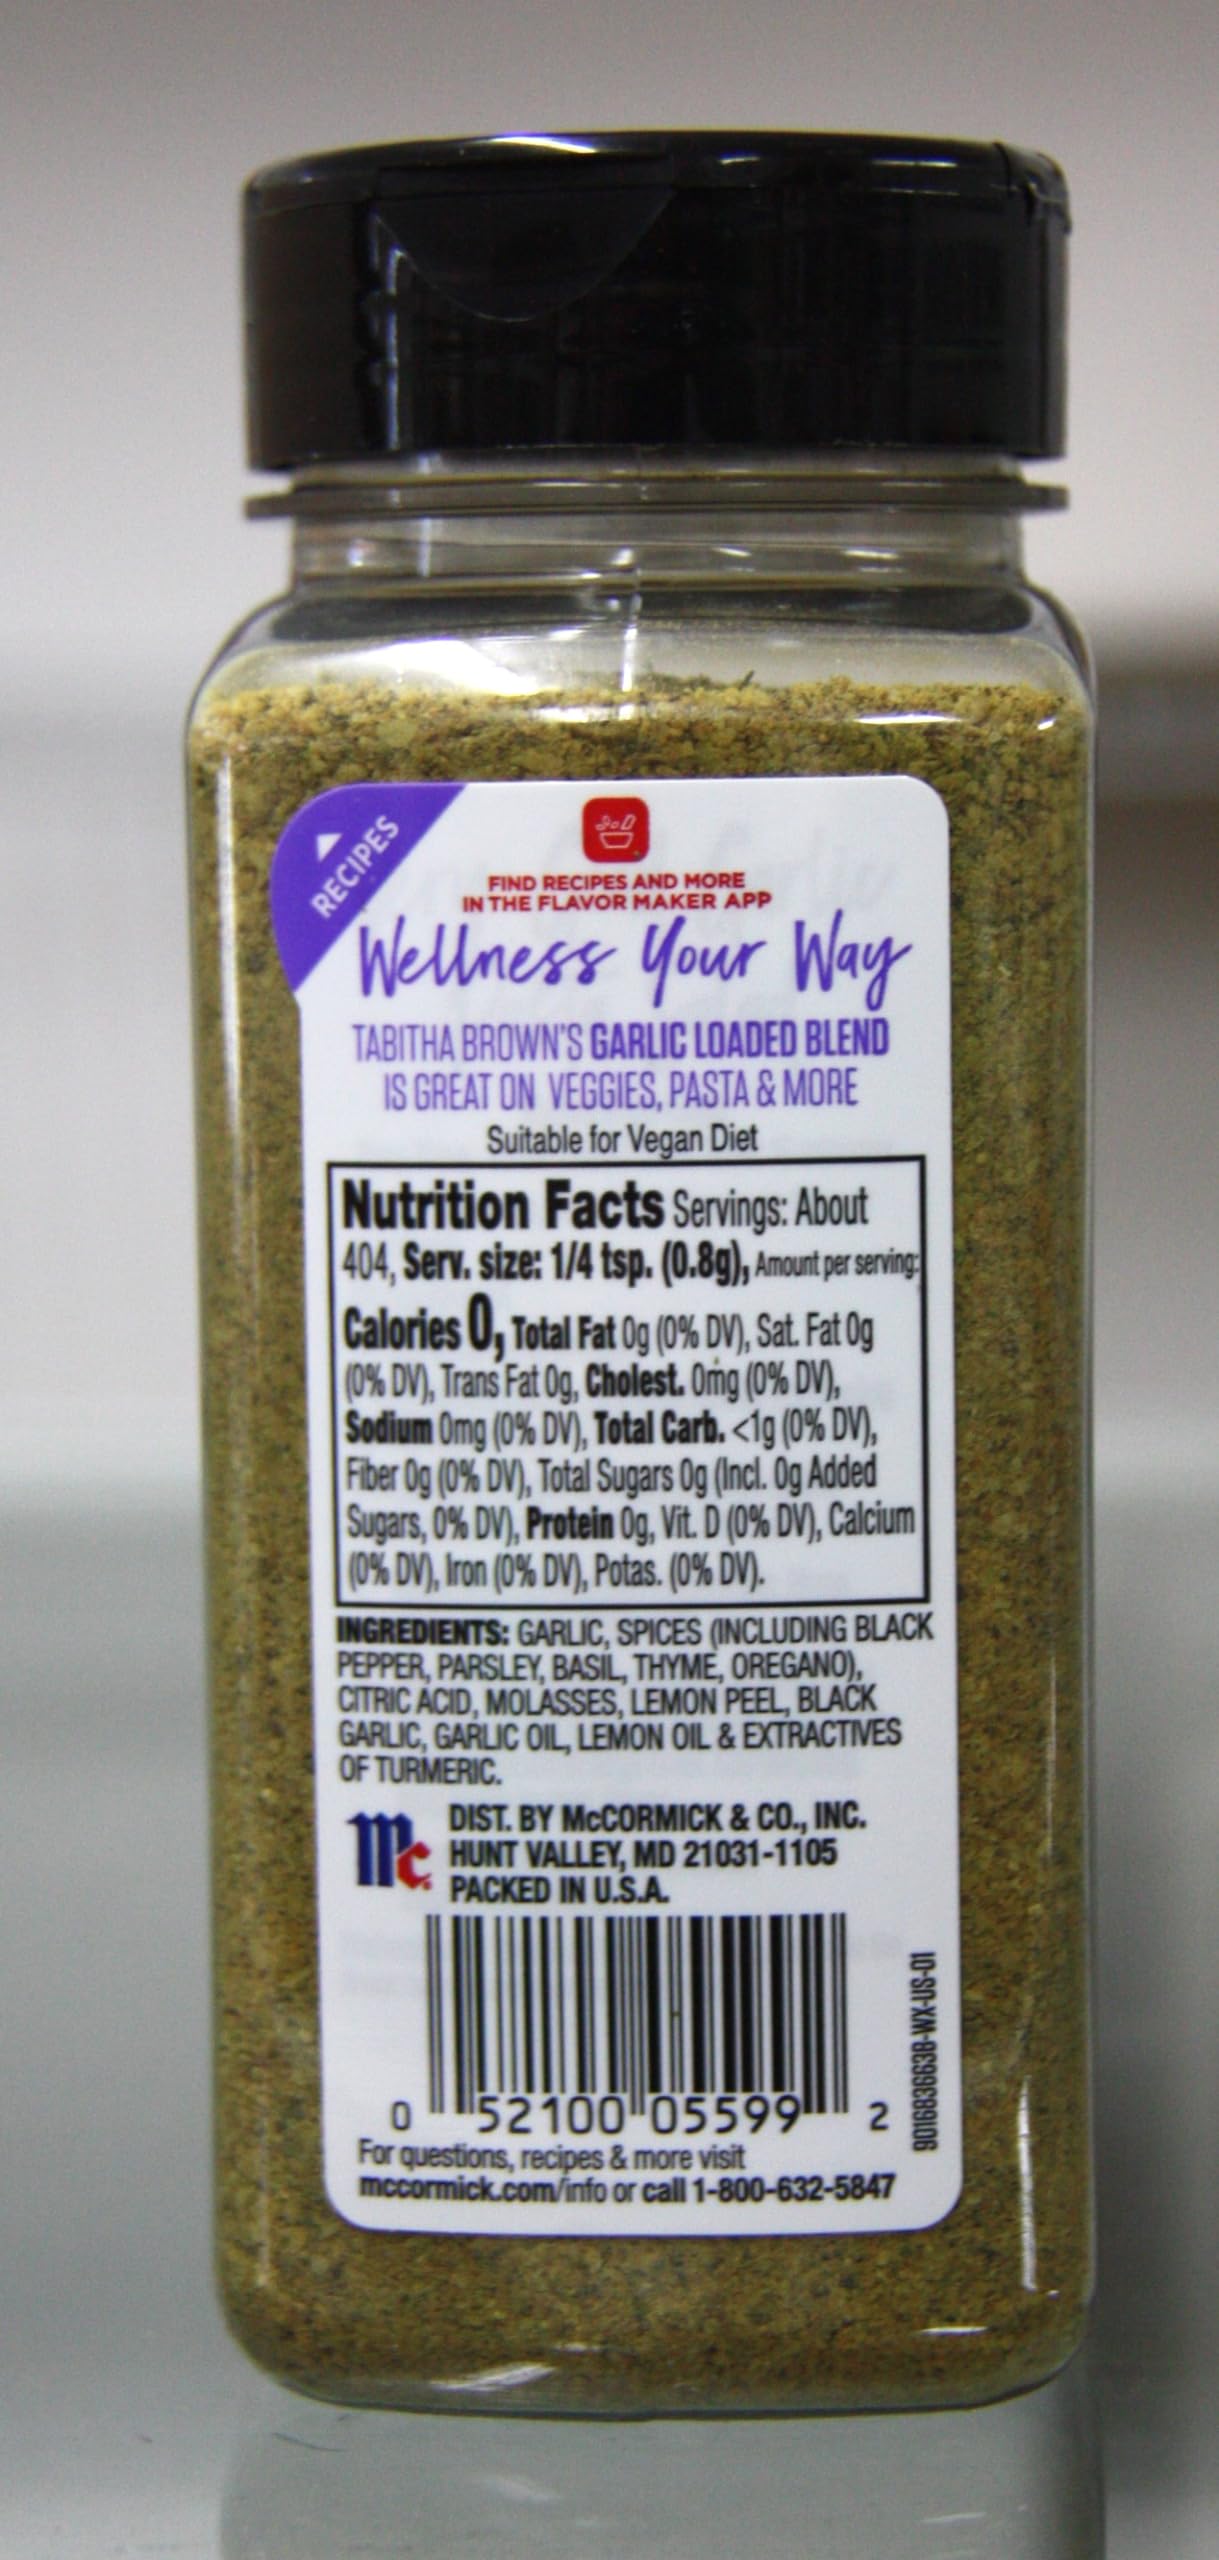 RECIPES
FIND RECIPES AND MORE
IN THE FLAVOR MAKER APP
Wellness Your Way
TABITHA BROWN'S GARLIC LOADED BLEND
IS GREAT ON VEGGIES, PASTA & MORE
Suitable for Vegan Diet
Nutrition Facts Servings: About
404, Serv. size: 1/4 tsp. (0.8g), Amount per serving:
Calories 0, Total Fat 0g (0% DV), Sat. Fat 0g
(0% DV), Trans Fat 0g, Cholest. 0mg (0% DV),
Sodium 0mg (0% DV), Total Carb. <1g (0% DV),
Fiber 0g (0% DV), Total Sugars 0g (Incl. 0g Added
Sugars, 0% DV), Protein 0g, Vit. D (0% DV), Calcium
(0% DV), Iron (0% DV), Potas. (0% DV).
INGREDIENTS: GARLIC, SPICES (INCLUDING BLACK
PEPPER, PARSLEY, BASIL, THYME, OREGANO),
CITRIC ACID, MOLASSES, LEMON PEEL, BLACK
GARLIC, GARLIC OIL, LEMON OIL & EXTRACTIVES
OF TURMERIC.
Mc
DIST. BY McCORMICK & CO., INC.
HUNT VALLEY, MD 21031-1105
PACKED IN U.S.A.
901683663B-WX-US-01
0 52100 05599 2
For questions, recipes & more visit
mccormick.com/info or call 1-800-632-5847